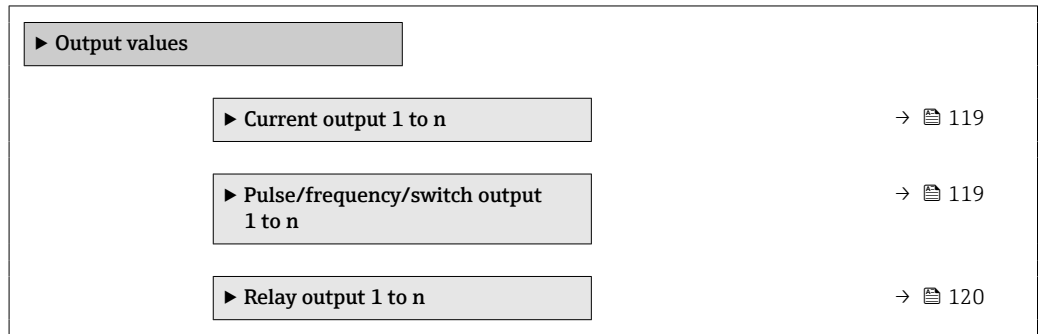 ▶ Output values
▶ Current output 1 to n → 119
▶ Pulse/frequency/switch output → 119
1 to n
▶ Relay output 1 to n → 120